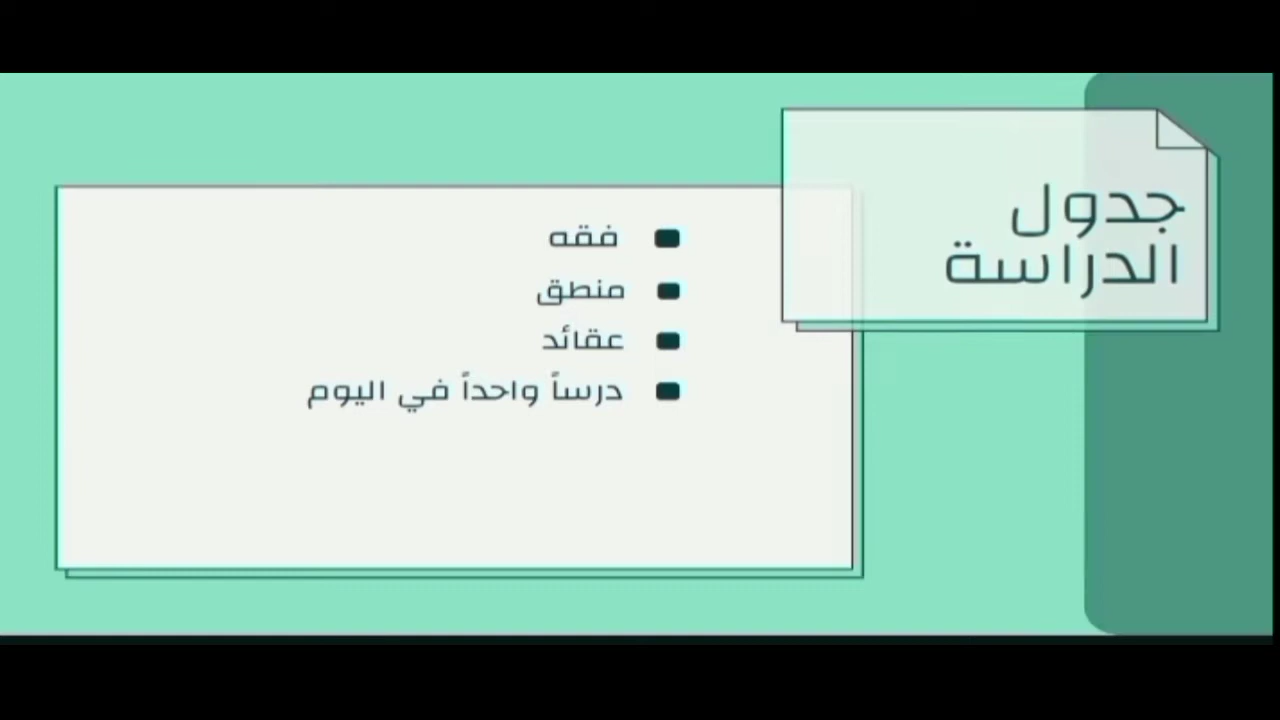 جدول
الدراسة
فقه
منطق
عقائد
درساً واحداً في اليوم